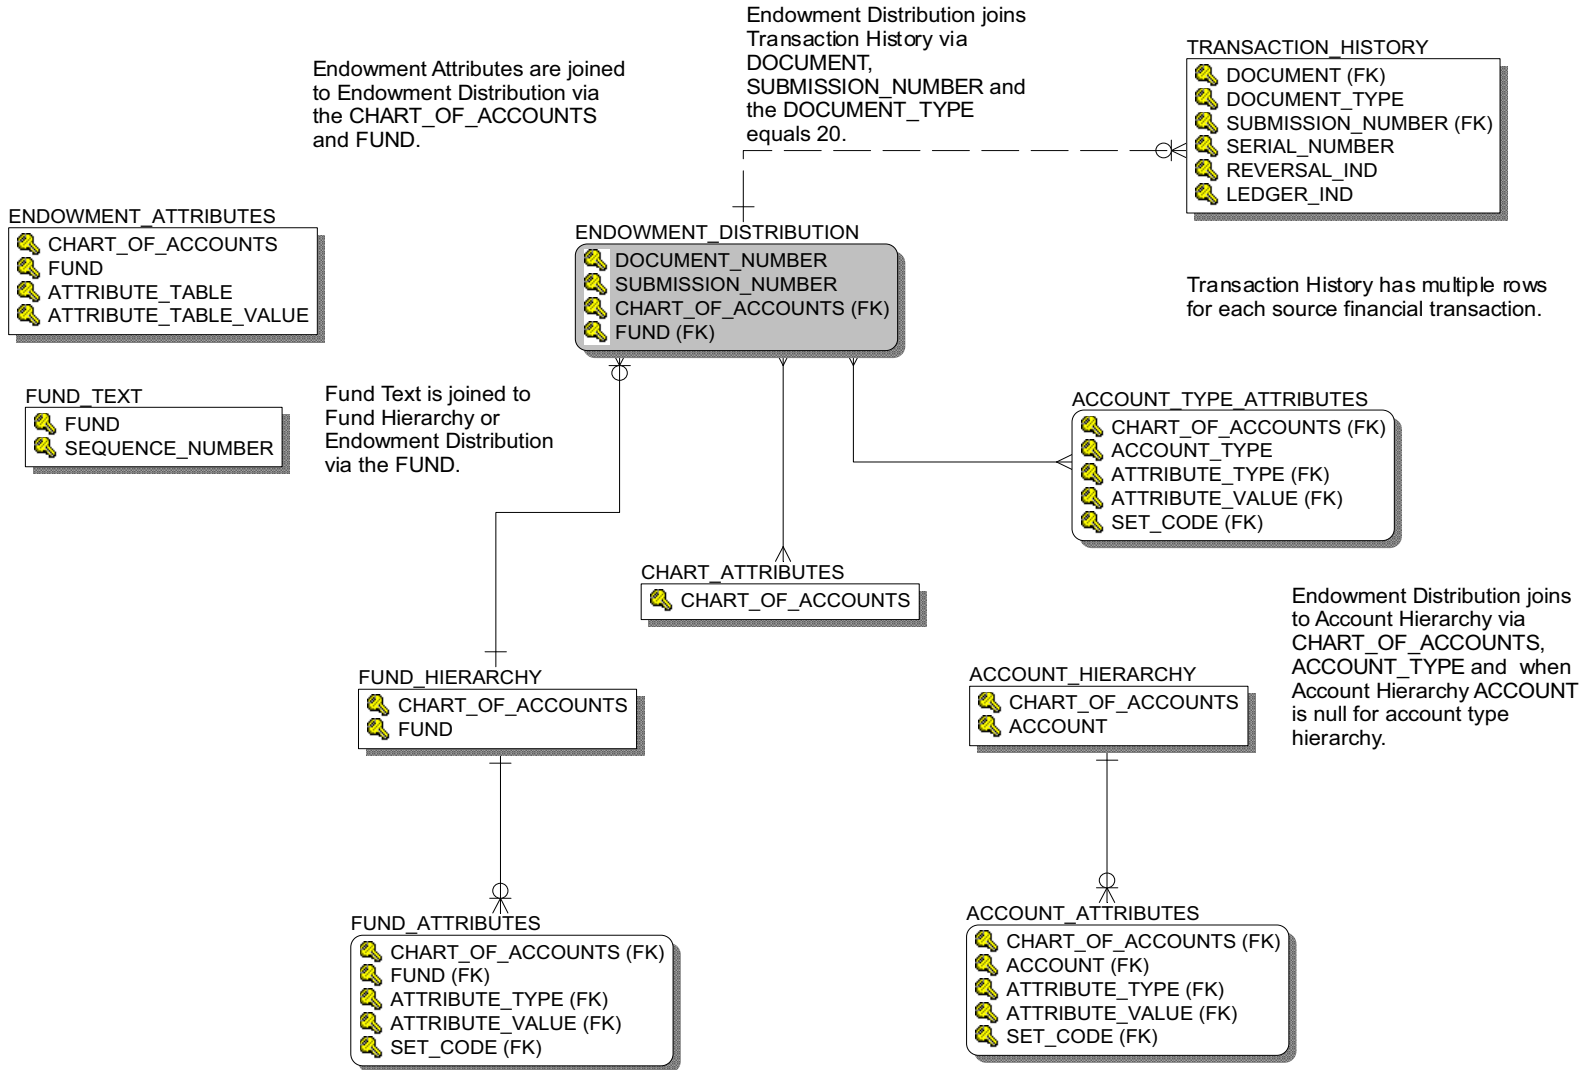 Endowment Distribution joins
Transaction History via
DOCUMENT,
SUBMISSION_NUMBER and
the DOCUMENT_TYPE
equals 20.
Endowment Attributes are joined
to Endowment Distribution via
the CHART_OF_ACCOUNTS
and FUND.
TRANSACTION_HISTORY
DOCUMENT (FK)
DOCUMENT_TYPE
SUBMISSION_NUMBER (FK)
SERIAL_NUMBER
REVERSAL_IND
LEDGER_IND
ENDOWMENT_ATTRIBUTES
CHART_OF_ACCOUNTS
FUND
ATTRIBUTE_TABLE
ATTRIBUTE_TABLE_VALUE
ENDOWMENT_DISTRIBUTION
DOCUMENT_NUMBER
SUBMISSION_NUMBER
CHART_OF_ACCOUNTS (FK)
FUND (FK)
Transaction History has multiple rows
for each source financial transaction.
FUND_TEXT
FUND
SEQUENCE_NUMBER
Fund Text is joined to
Fund Hierarchy or
Endowment Distribution
via the FUND.
ACCOUNT_TYPE_ATTRIBUTES
CHART_OF_ACCOUNTS (FK)
ACCOUNT_TYPE
ATTRIBUTE_TYPE (FK)
ATTRIBUTE_VALUE (FK)
SET_CODE (FK)
CHART_ATTRIBUTES
CHART_OF_ACCOUNTS
Endowment Distribution joins
to Account Hierarchy via
CHART_OF_ACCOUNTS,
ACCOUNT_TYPE and  when
Account Hierarchy ACCOUNT
is null for account type
hierarchy.
FUND_HIERARCHY
CHART_OF_ACCOUNTS
FUND
ACCOUNT_HIERARCHY
CHART_OF_ACCOUNTS
ACCOUNT
FUND_ATTRIBUTES
CHART_OF_ACCOUNTS (FK)
FUND (FK)
ATTRIBUTE_TYPE (FK)
ATTRIBUTE_VALUE (FK)
SET_CODE (FK)
ACCOUNT_ATTRIBUTES
CHART_OF_ACCOUNTS (FK)
ACCOUNT (FK)
ATTRIBUTE_TYPE (FK)
ATTRIBUTE_VALUE (FK)
SET_CODE (FK)